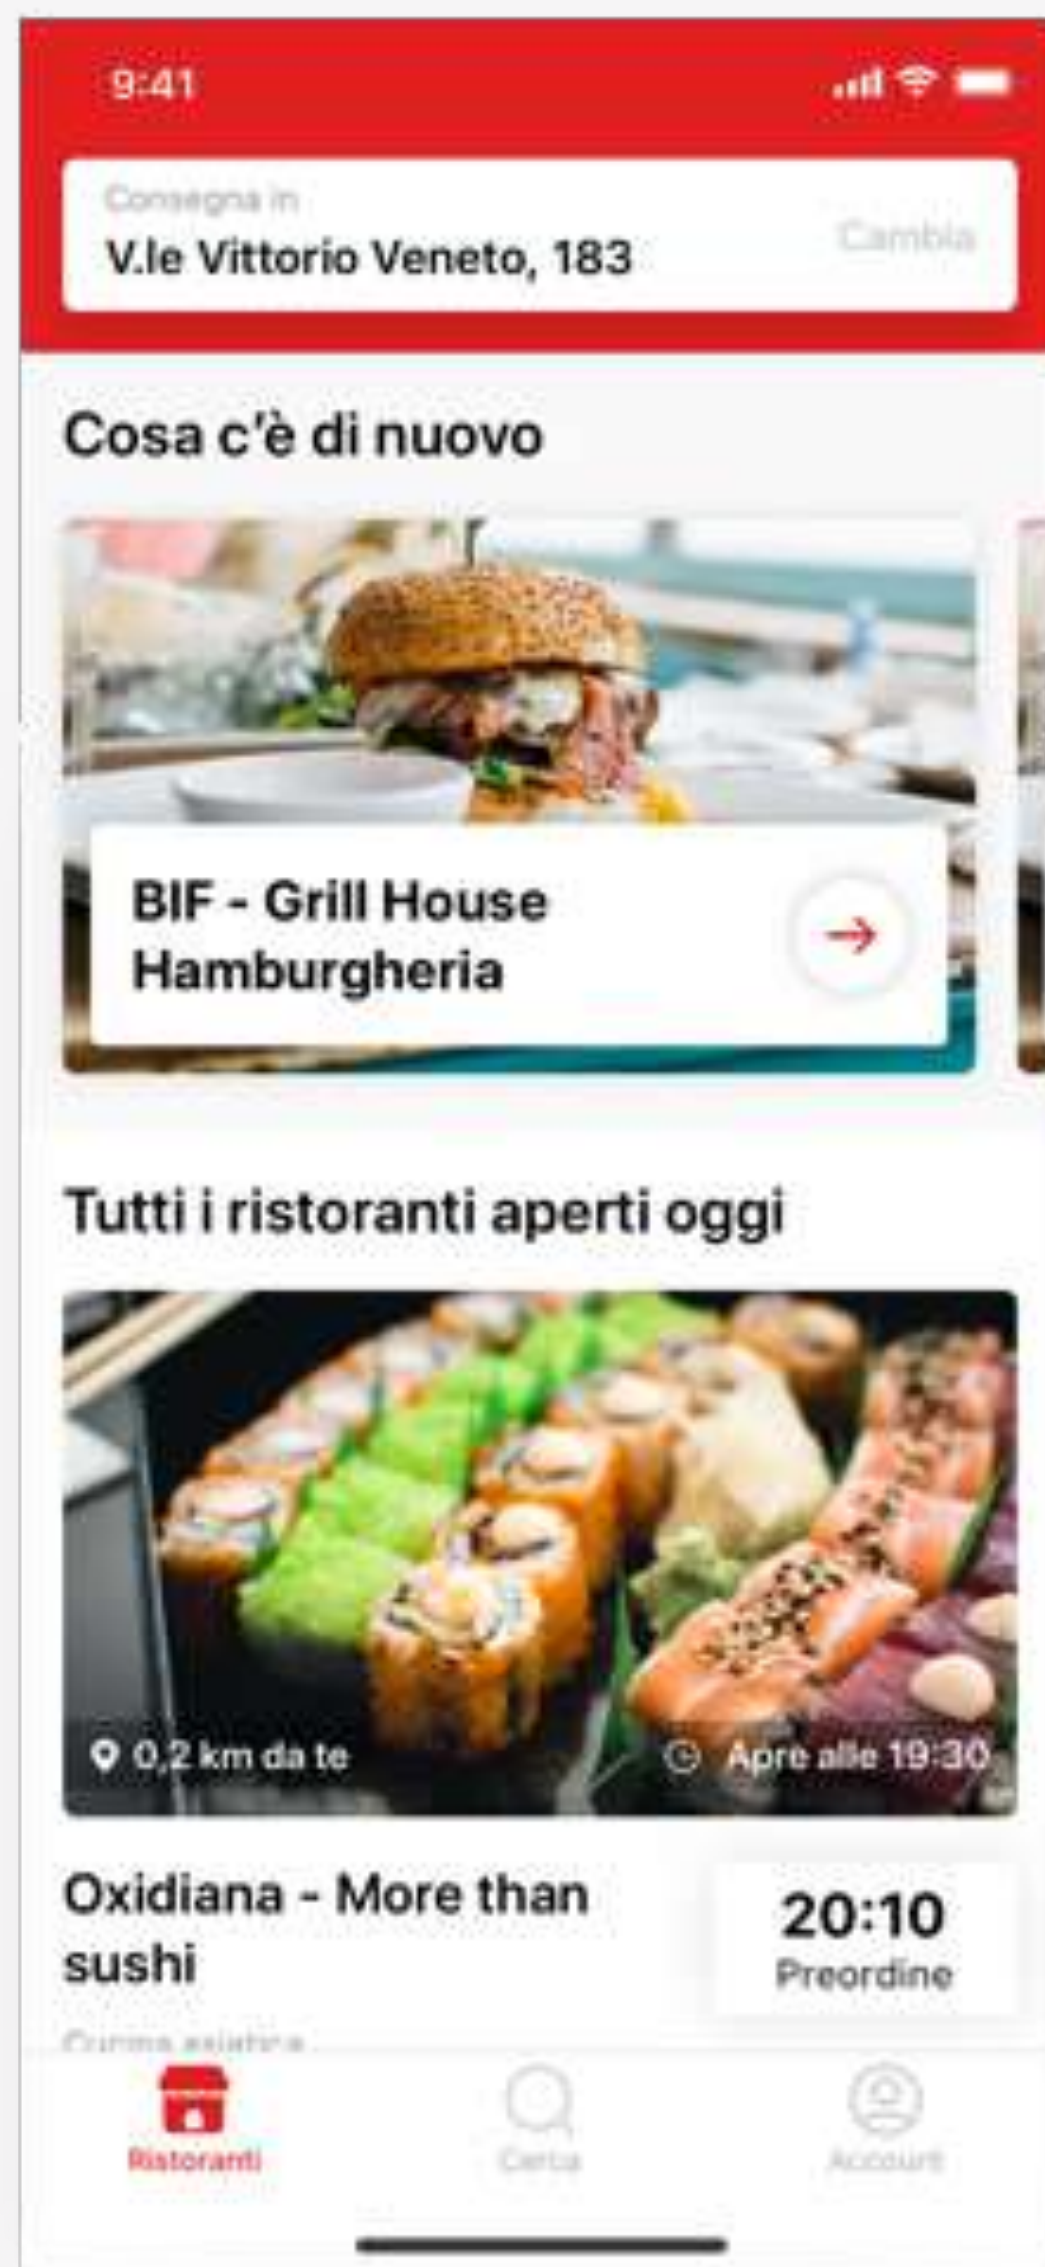 9:41
Consegna in
V.le Vittorio Veneto, 183
Cambia
Cosa c'è di nuovo
BIF - Grill House
Hamburgheria
Tutti i ristoranti aperti oggi
0,2 km da te
Apre alle 19:30
Oxidiana - More than
sushi
20:10
Preordine
Cucina asiatica
Ristoranti
Cerca
Account